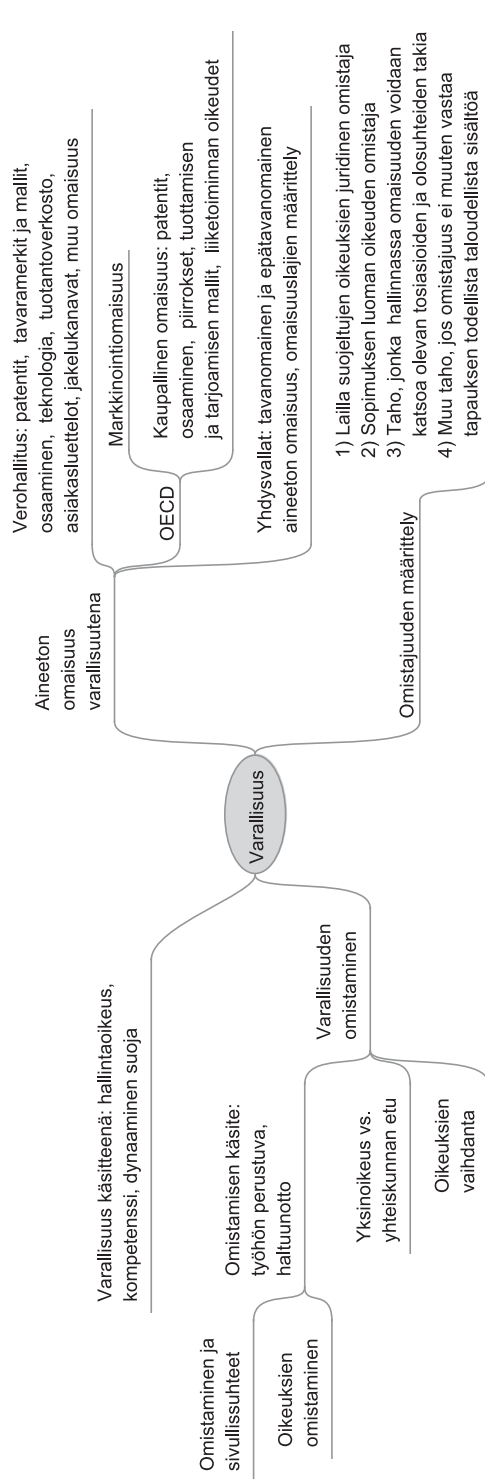 Varallisuus käsitteenä: hallintaoikeus,
kompetenssi, dynaaminen suoja
Omistaminen ja
sivullissuhteet
Oikeuksien
omistaminen
Omistamisen käsite:
työhön perustuva,
haltuunotto
Yksinoikeus vs.
yhteiskunnan etu
Oikeuksien
vaihdanta
Varallisuuden
omistaminen
Varallisuus
Aineeton
omaisuus
varallisuutena
Verohallitus: patentit, tavaramerkit ja mallit,
osaaminen, teknologia, tuotantoverkosto,
asiakasluettelot, jakelukanavat, muu omaisuus
OECD
Markkinointiomaisuus
Kaupallinen omaisuus: patentit,
osaaminen, piirrokset, tuottamisen
ja tarjoamisen mallit, liiketoiminnan oikeudet
Yhdysvallat: tavanomainen ja epätavanomainen
aineeton omaisuus, omaisuuslajien määrittely
Omistajuuden määrittely
1) Lailla suojeltujen oikeuksien juridinen omistaja
2) Sopimuksen luoman oikeuden omistaja
3) Taho, jonka hallinnassa omaisuuden voidaan
katsoa olevan tosiasioiden ja olosuhteiden takia
4) Muu taho, jos omistajuus ei muuten vastaa
tapauksen todellista taloudellista sisältöä